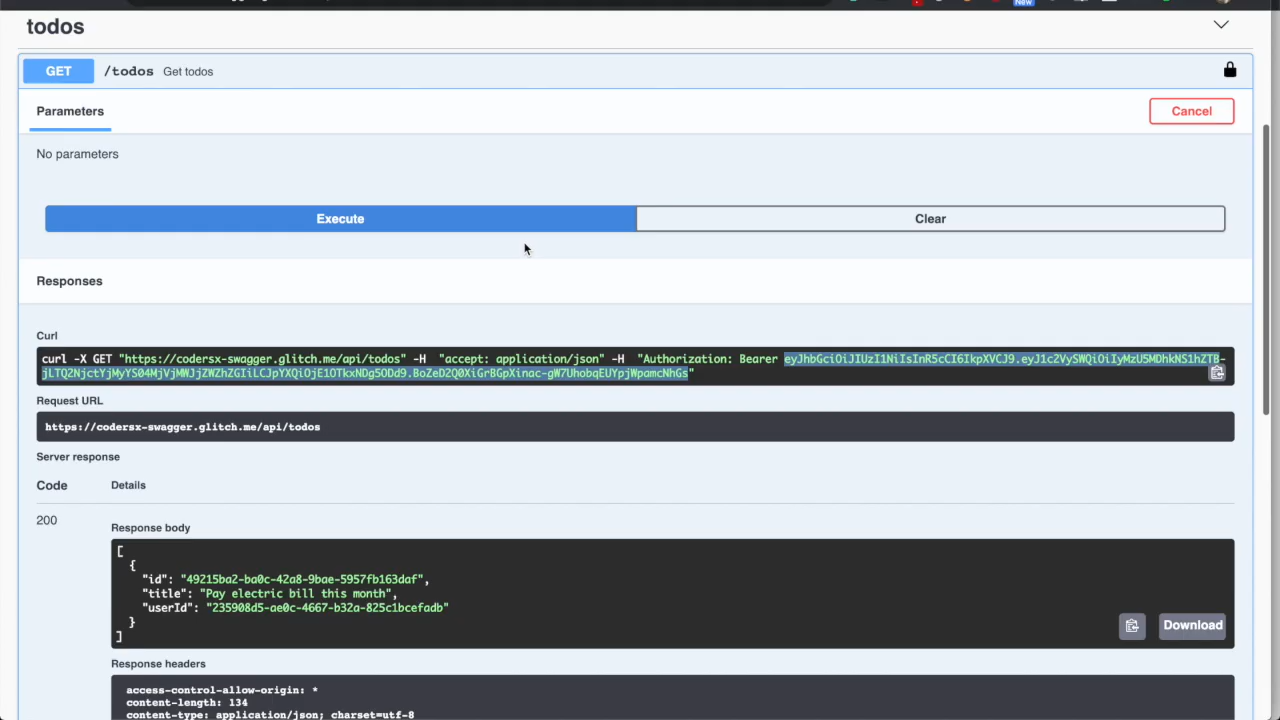 New
todos
GET /todos Get todos
Parameters
Cancel
No parameters
Execute
Clear
Responses
Curl
curl -X GET "https://codersx-swagger.glitch.me/api/todos" -H "accept: application/json" -H "Authorization: Bearer eyJhbGciOiJIUzI1NiIsInR5cCI6IkpXVCJ9.eyJ1c2VySWQiOiIyMzU5MDhkNS1hZTB-
jLTQ2NjctYjMyYS04MjVjMWJjZWZhZGIiLCJpYXQiOjE1OTkxNDg5ODd9.BoZeD2Q0XiGrBGpXinac-gW7UhobqEUYpjWpamcNhGs"
Request URL
https://codersx-swagger.glitch.me/api/todos
Server response
Code Details
200
Response body
[
{
"id": "49215ba2-ba0c-42a8-9bae-5957fb163daf",
"title": "Pay electric bill this month",
"userId": "235908d5-ae0c-4667-b32a-825c1bcefadb"
}
]
Download
Response headers
access-control-allow-origin: *
content-length: 134
content-type: application/json; charset=utf-8